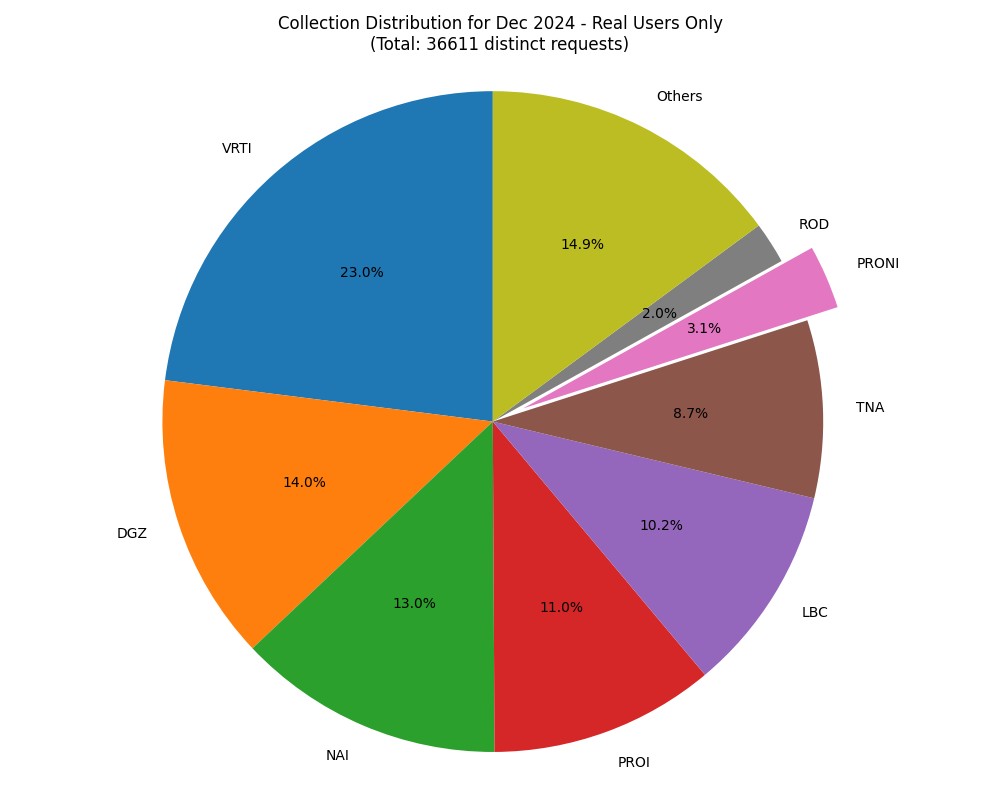 Collection Distribution for Dec 2024 - Real Users Only
(Total: 36611 distinct requests)
Others
VRTI
ROD
PRONI
14.9%
23.0%
2.0%
3.1%
TNA
8.7%
14.0%
10.2%
DGZ
13.0%
11.0%
LBC
NAI
PROI